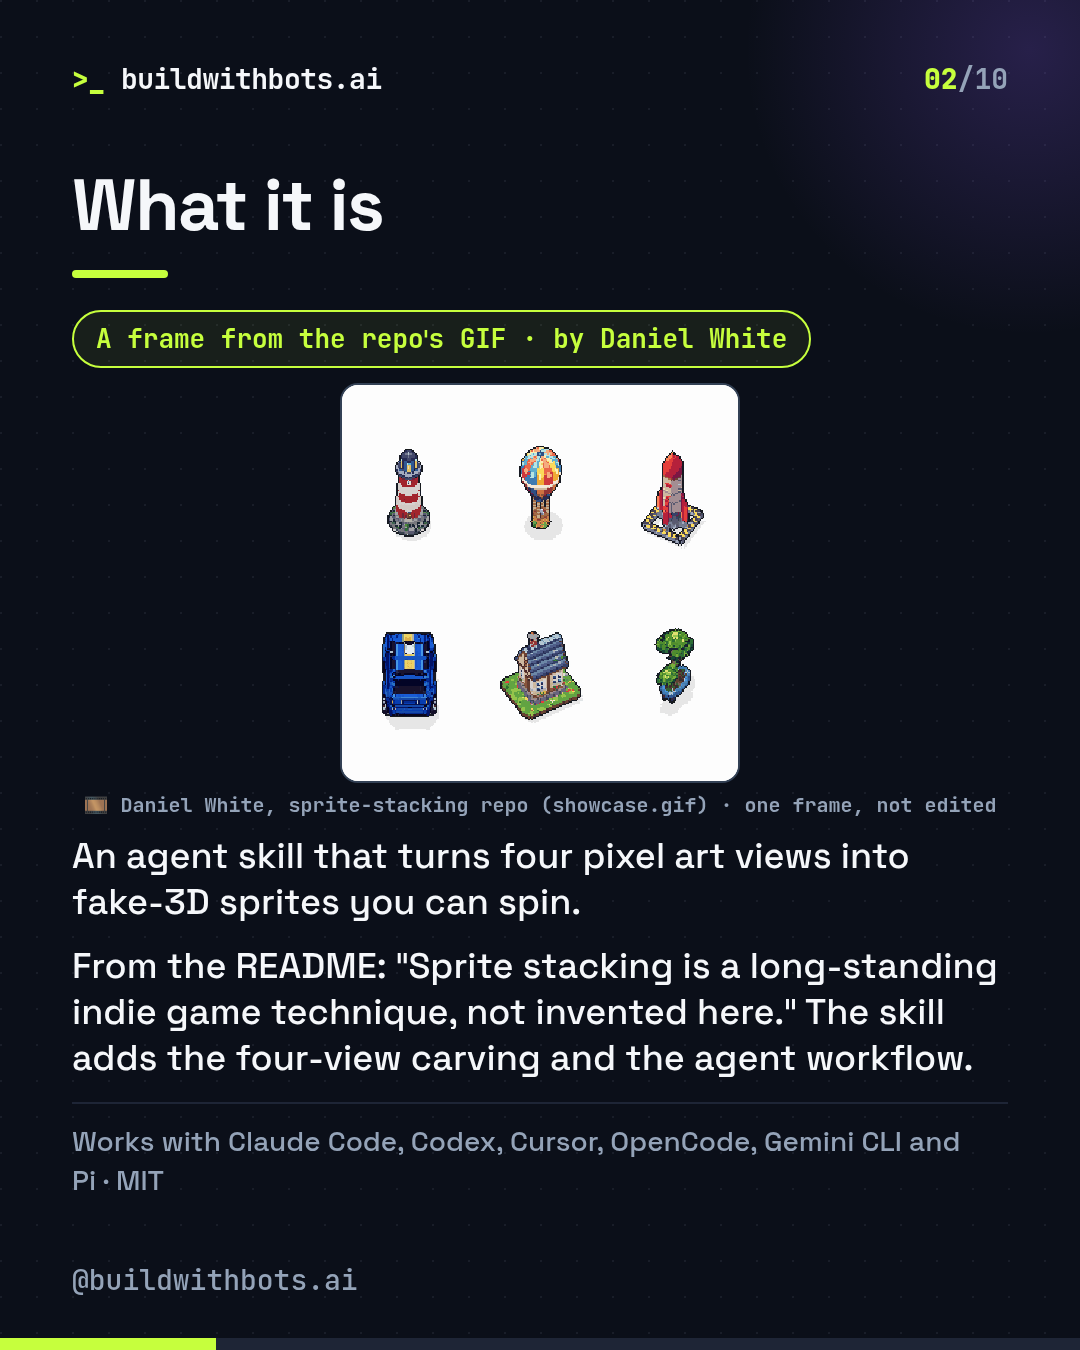 >_ buildwithbots.ai
02/10
What it is
A frame from the repo's GIF · by Daniel White
🎞️ Daniel White, sprite-stacking repo (showcase.gif) · one frame, not edited
An agent skill that turns four pixel art views into
fake-3D sprites you can spin.
From the README: "Sprite stacking is a long-standing
indie game technique, not invented here." The skill
adds the four-view carving and the agent workflow.
Works with Claude Code, Codex, Cursor, OpenCode, Gemini CLI and
Pi · MIT
@buildwithbots.ai